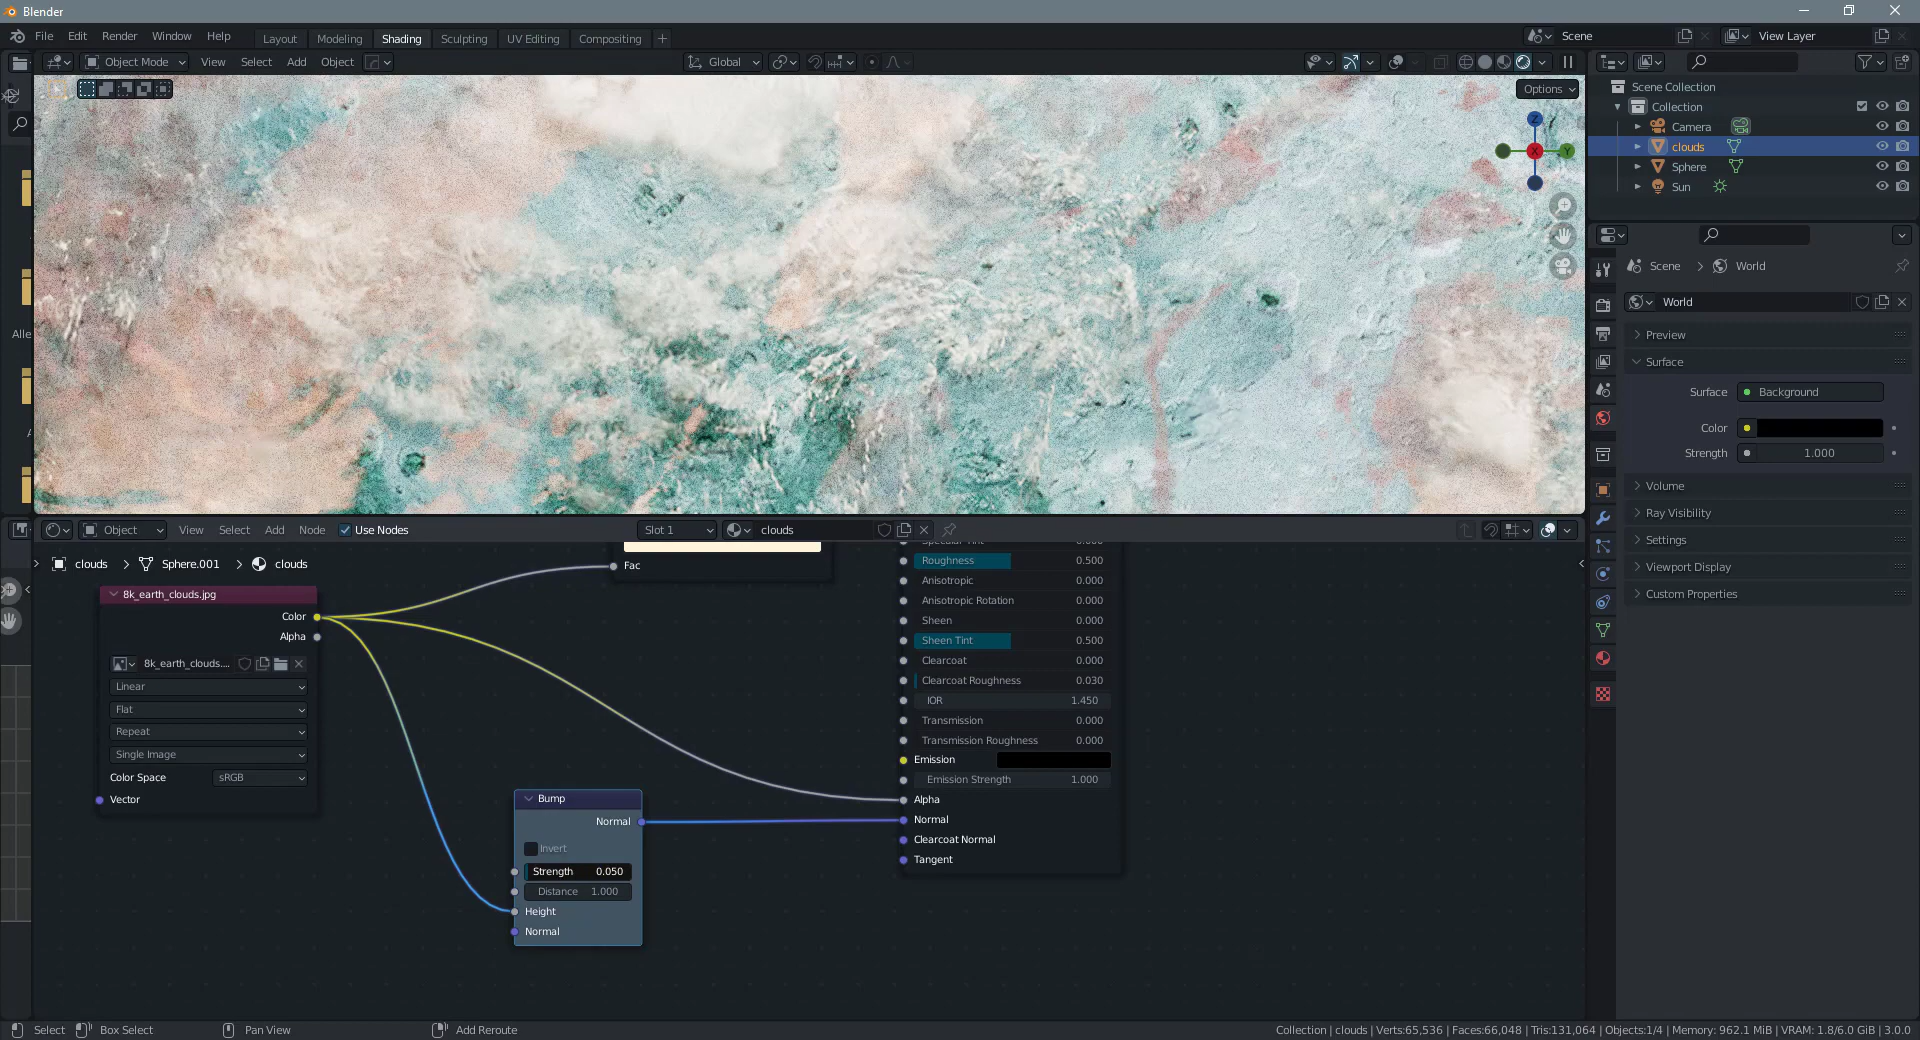 Blender
File Edit Render Window Help Layout Modeling Shading Sculpting UV Editing Compositing + Scene View Layer
Object Mode View Select Add Object Global
Options
Z
X
Y
Scene Collection
Collection
Camera
clouds
Sphere
Sun
Alle
Scene > World
World
Preview
Surface
Surface Background
Color
Strength 1.000
Volume
Ray Visibility
Settings
Viewport Display
Custom Properties
Object View Select Add Node Use Nodes Slot 1 clouds
clouds > Sphere.001 > clouds
Fac
8k_earth_clouds.jpg
Color
Alpha
8k_earth_clouds....
Linear
Flat
Repeat
Single Image
Color Space sRGB
Vector
Bump
Normal
Invert
Strength 0.050
Distance 1.000
Height
Normal
Specular Tint 0.000
Roughness 0.500
Anisotropic 0.000
Anisotropic Rotation 0.000
Sheen 0.000
Sheen Tint 0.500
Clearcoat 0.000
Clearcoat Roughness 0.030
IOR 1.450
Transmission 0.000
Transmission Roughness 0.000
Emission
Emission Strength 1.000
Alpha
Normal
Clearcoat Normal
Tangent
Select Box Select Pan View Add Reroute Collection | clouds | Verts:65,536 | Faces:66,048 | Tris:131,064 | Objects:1/4 | Memory: 962.1 MiB | VRAM: 1.8/6.0 GiB | 3.0.0